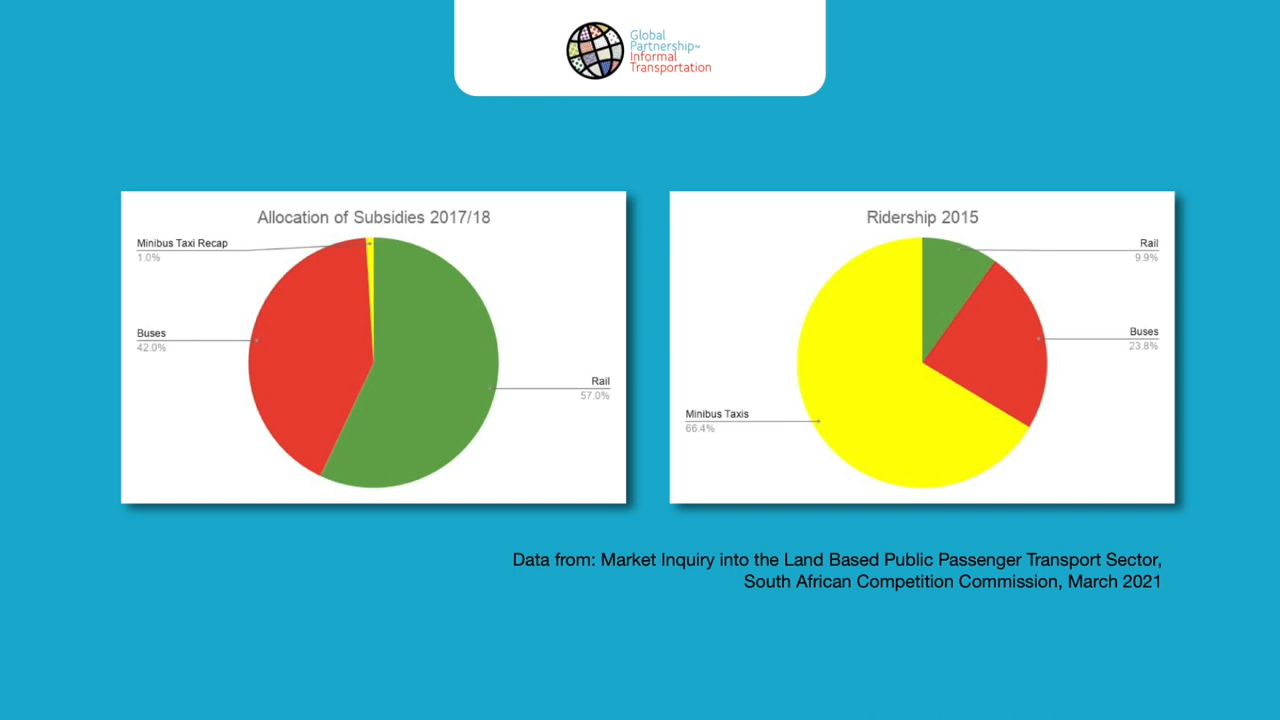 Global
Partnership™
Informal
Transportation
Allocation of Subsidies 2017/18
Minibus Taxi Recap
1.0%
Buses
42.0%
Rail
57.0%
Ridership 2015
Rail
9.9%
Buses
23.8%
Minibus Taxis
66.4%
Data from: Market Inquiry into the Land Based Public Passenger Transport Sector,
South African Competition Commission, March 2021